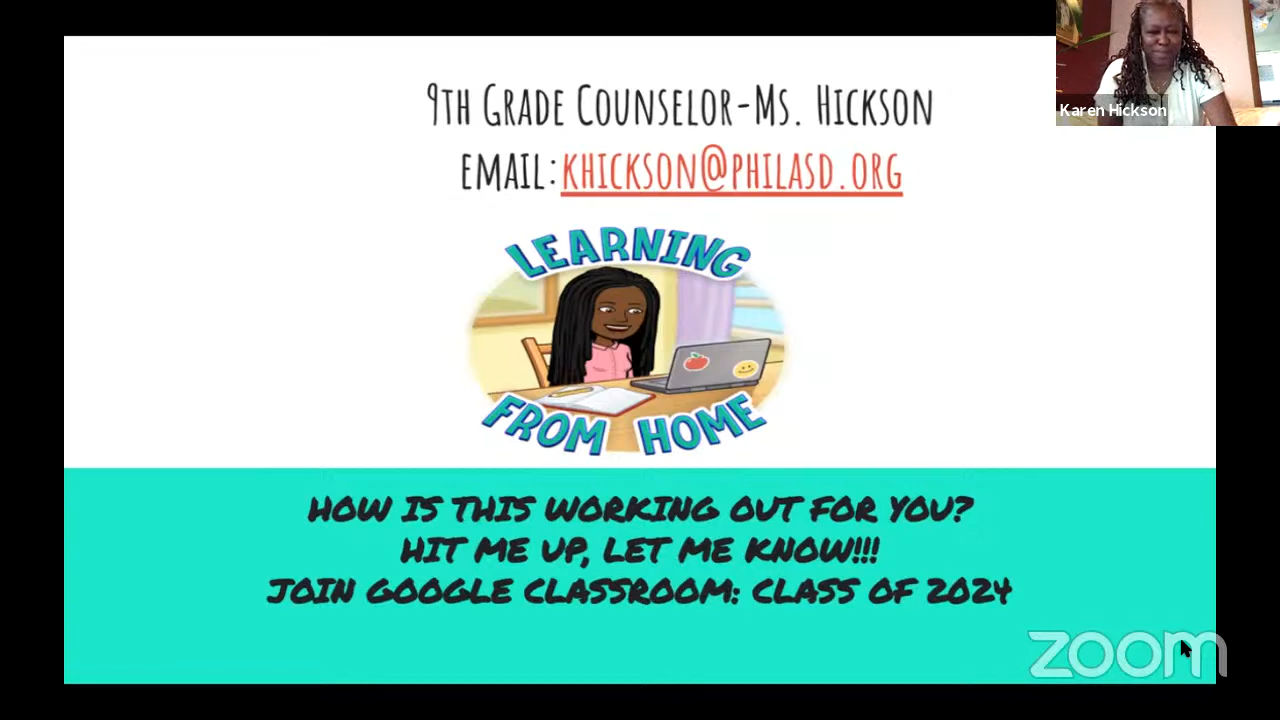 9TH GRADE COUNSELOR-MS. HICKSON
EMAIL:KHICKSON@PHILASD.ORG
Karen Hickson
LEARNING
FROM HOME
HOW IS THIS WORKING OUT FOR YOU?
HIT ME UP, LET ME KNOW!!!
JOIN GOOGLE CLASSROOM: CLASS OF 2024
zoom